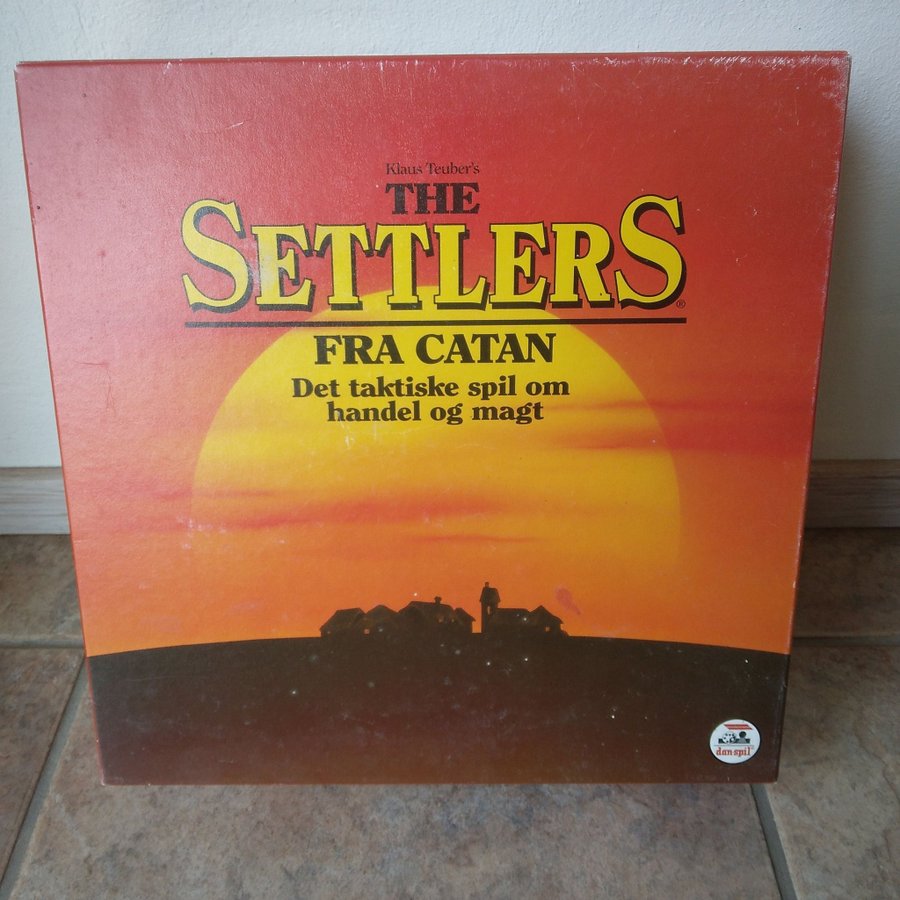 Klaus Teuber's
THE
SETTLERS®
FRA CATAN
Det taktiske spil om
handel og magt
dan-spil